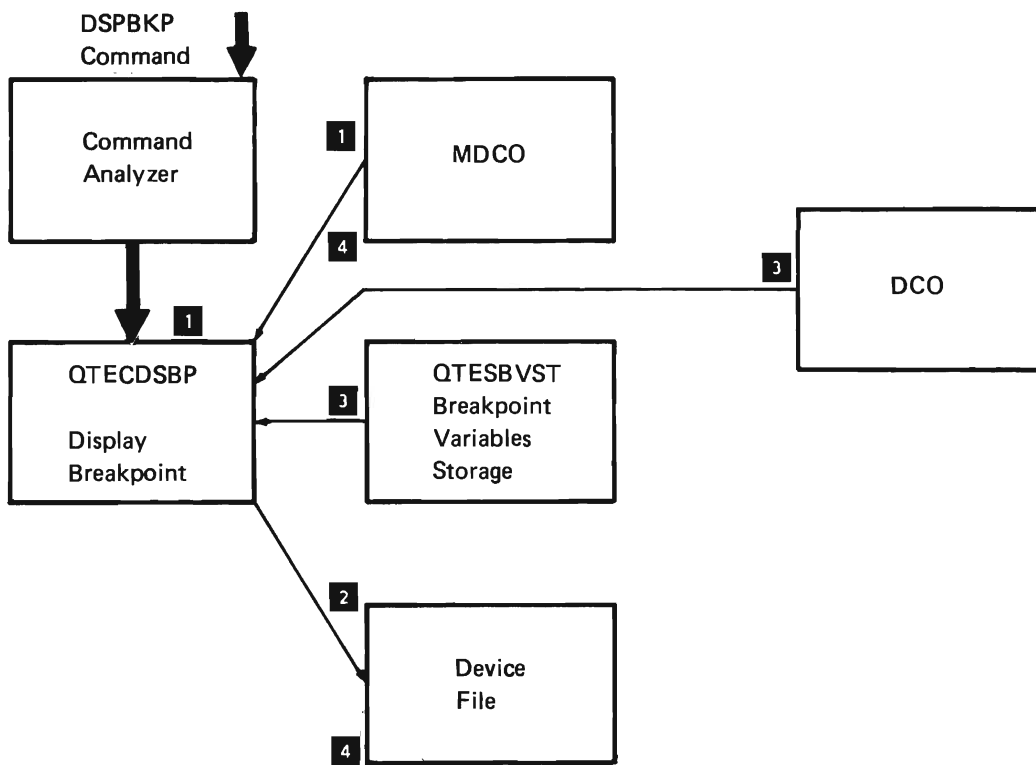 DSPBKP
Command
Command
Analyzer
1
MDCO
4
3
DCO
1
QTECDSBP
Display
Breakpoint
3
QTESBVST
Breakpoint
Variables
Storage
2
Device
File
4